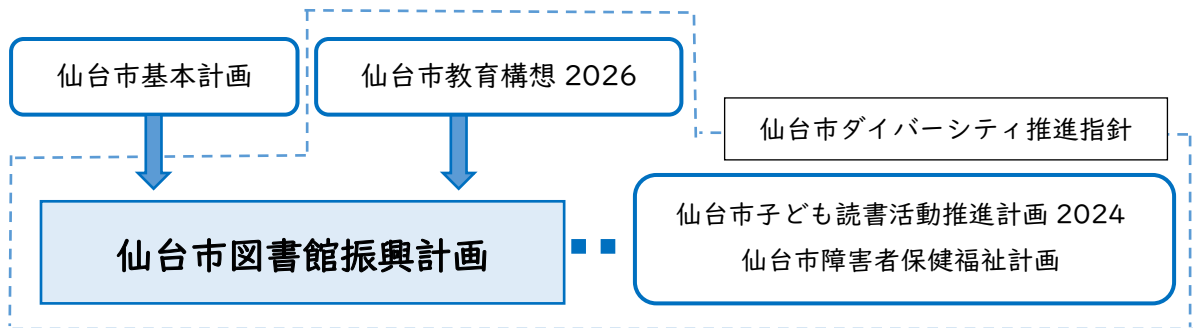 仙台市基本計画
仙台市教育構想 2026
仙台市ダイバーシティ推進指針
仙台市図書館振興計画
仙台市子ども読書活動推進計画 2024
仙台市障害者保健福祉計画